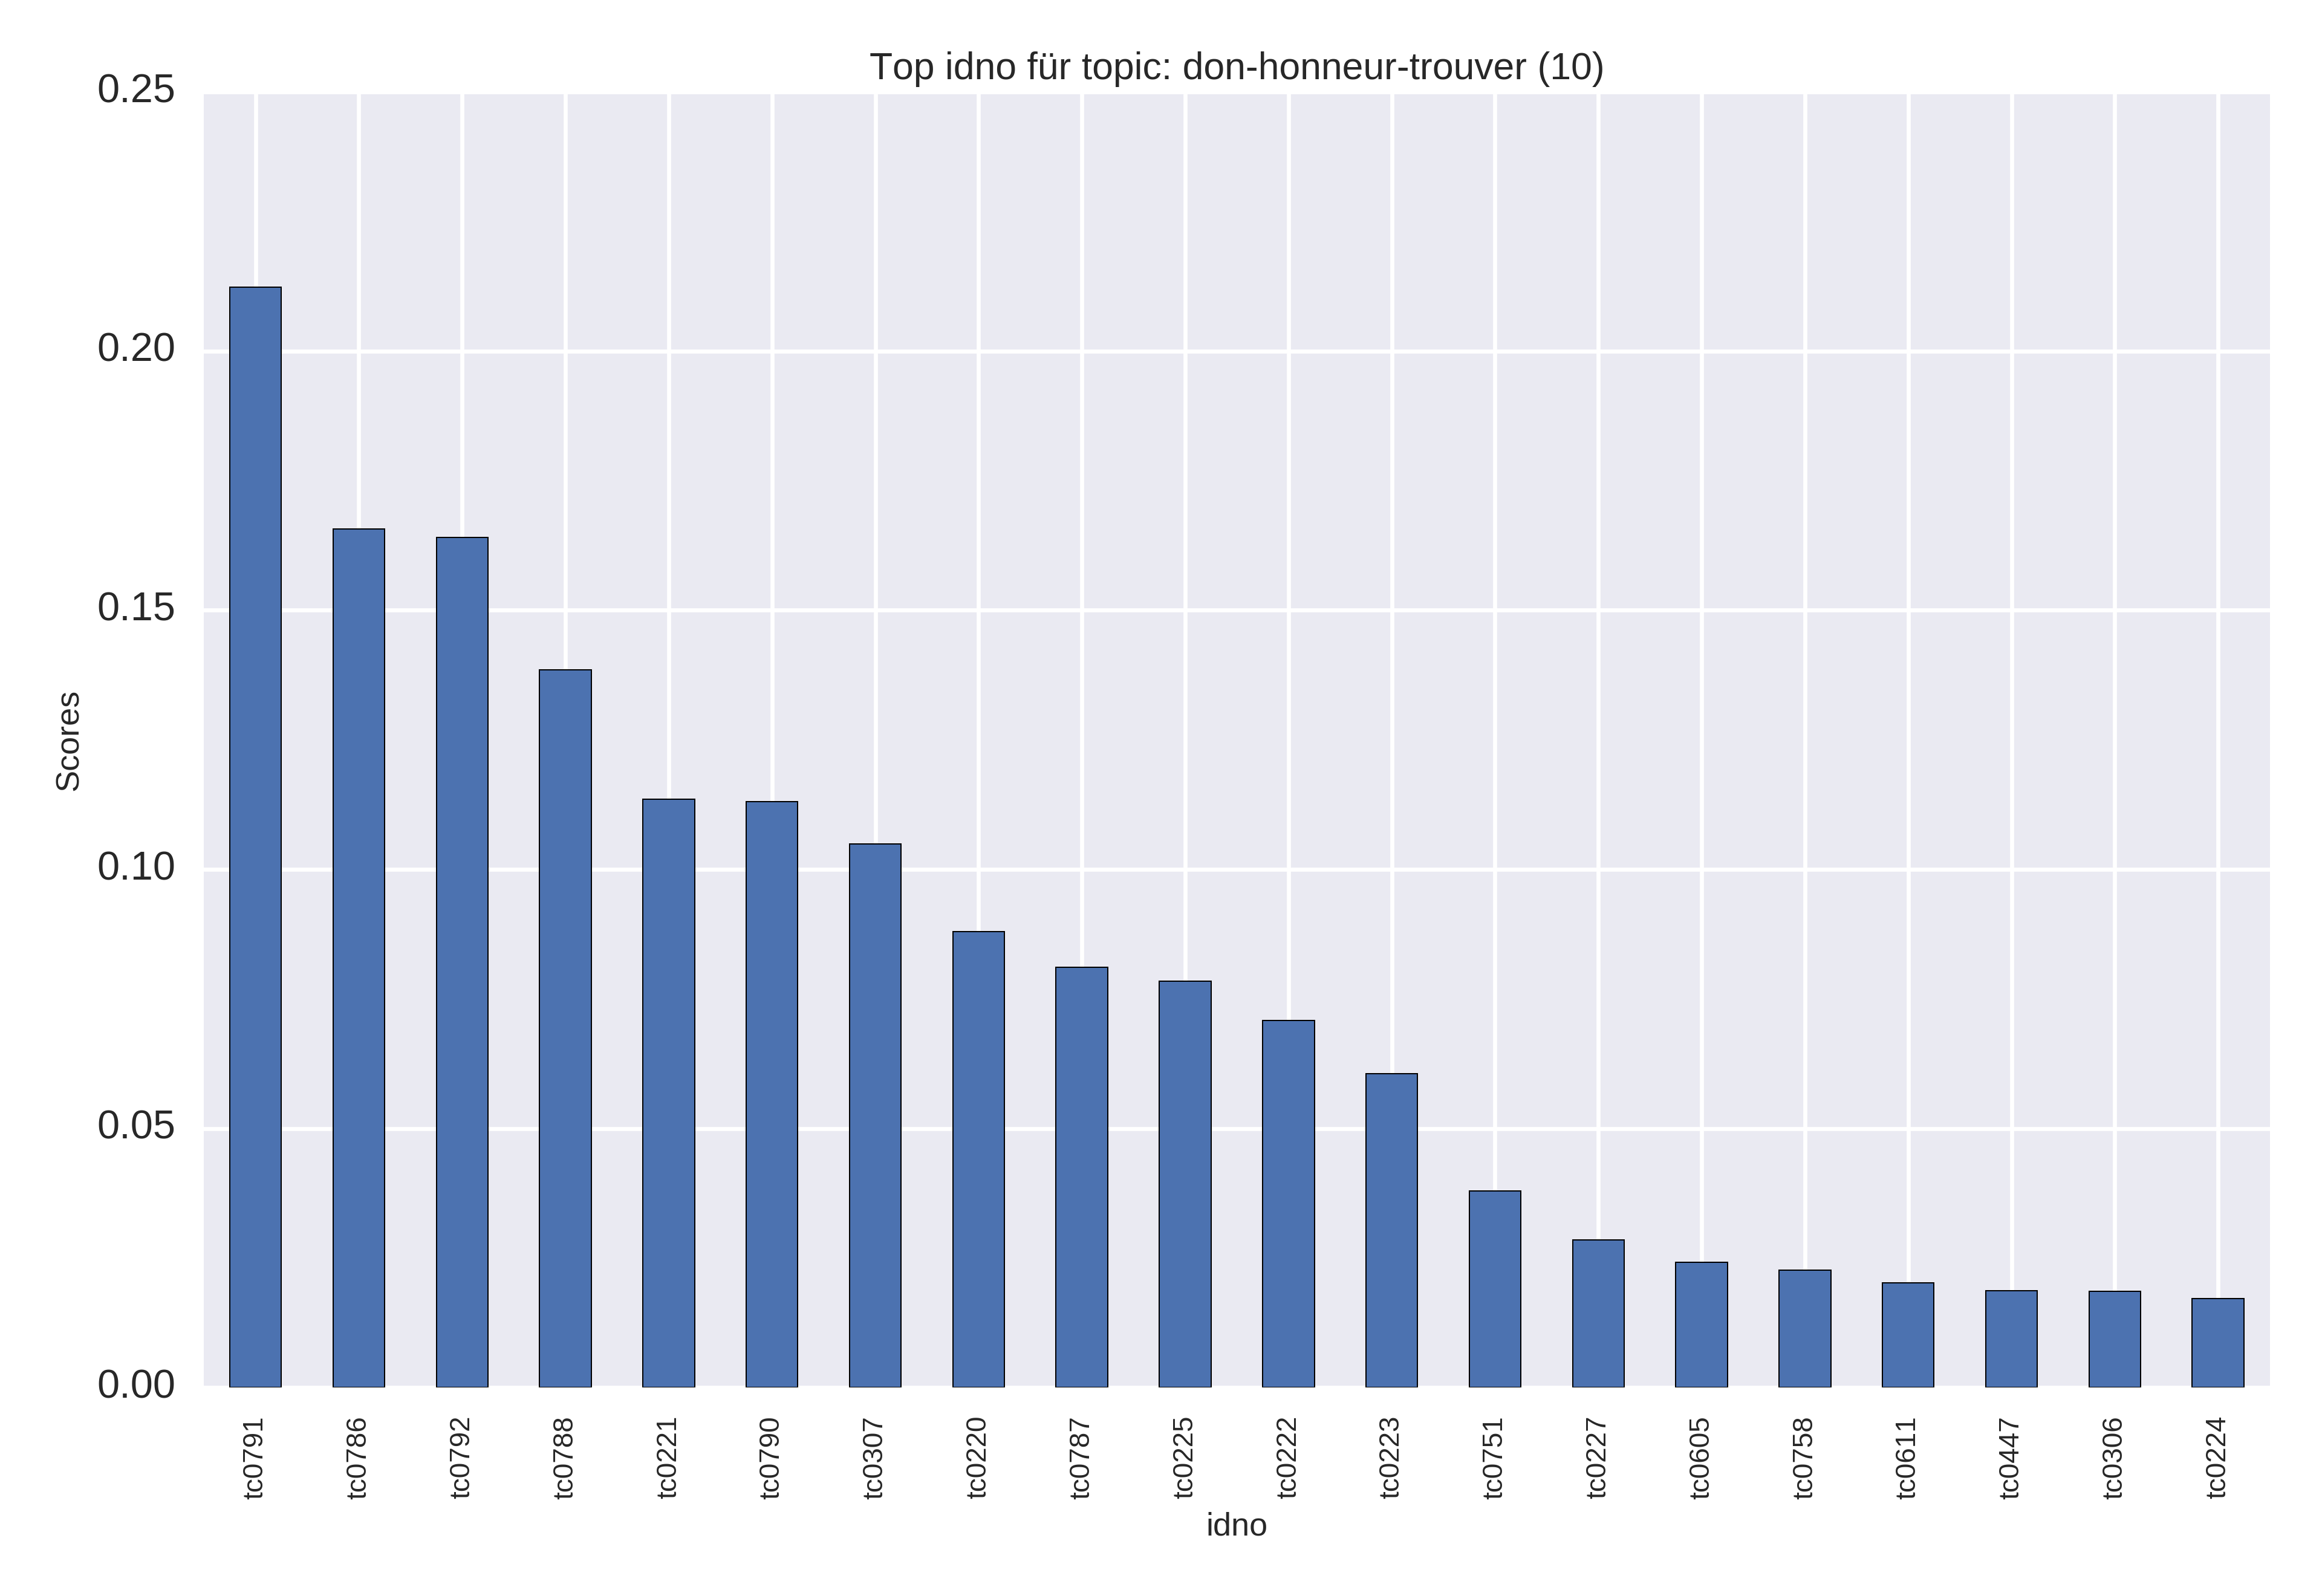 Top idno für topic: don-honneur-trouver (10)
0.25
0.20
0.15
0.10
0.05
0.00
Scores
tc0791
tc0786
tc0792
tc0788
tc0221
tc0790
tc0307
tc0220
tc0787
tc0225
tc0222
tc0223
tc0751
tc0227
tc0605
tc0758
tc0611
tc0447
tc0306
tc0224
idno